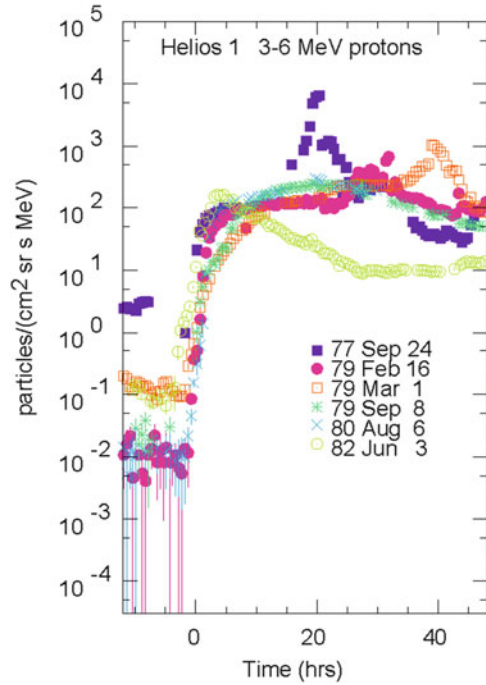 Helios 1 3-6 MeV protons
particles/(cm2 sr s MeV)
10^5
10^4
10^3
10^2
10^1
10^0
10^-1
10^-2
10^-3
10^-4
77 Sep 24
79 Feb 16
79 Mar 1
79 Sep 8
80 Aug 6
82 Jun 3
0 20 40
Time (hrs)